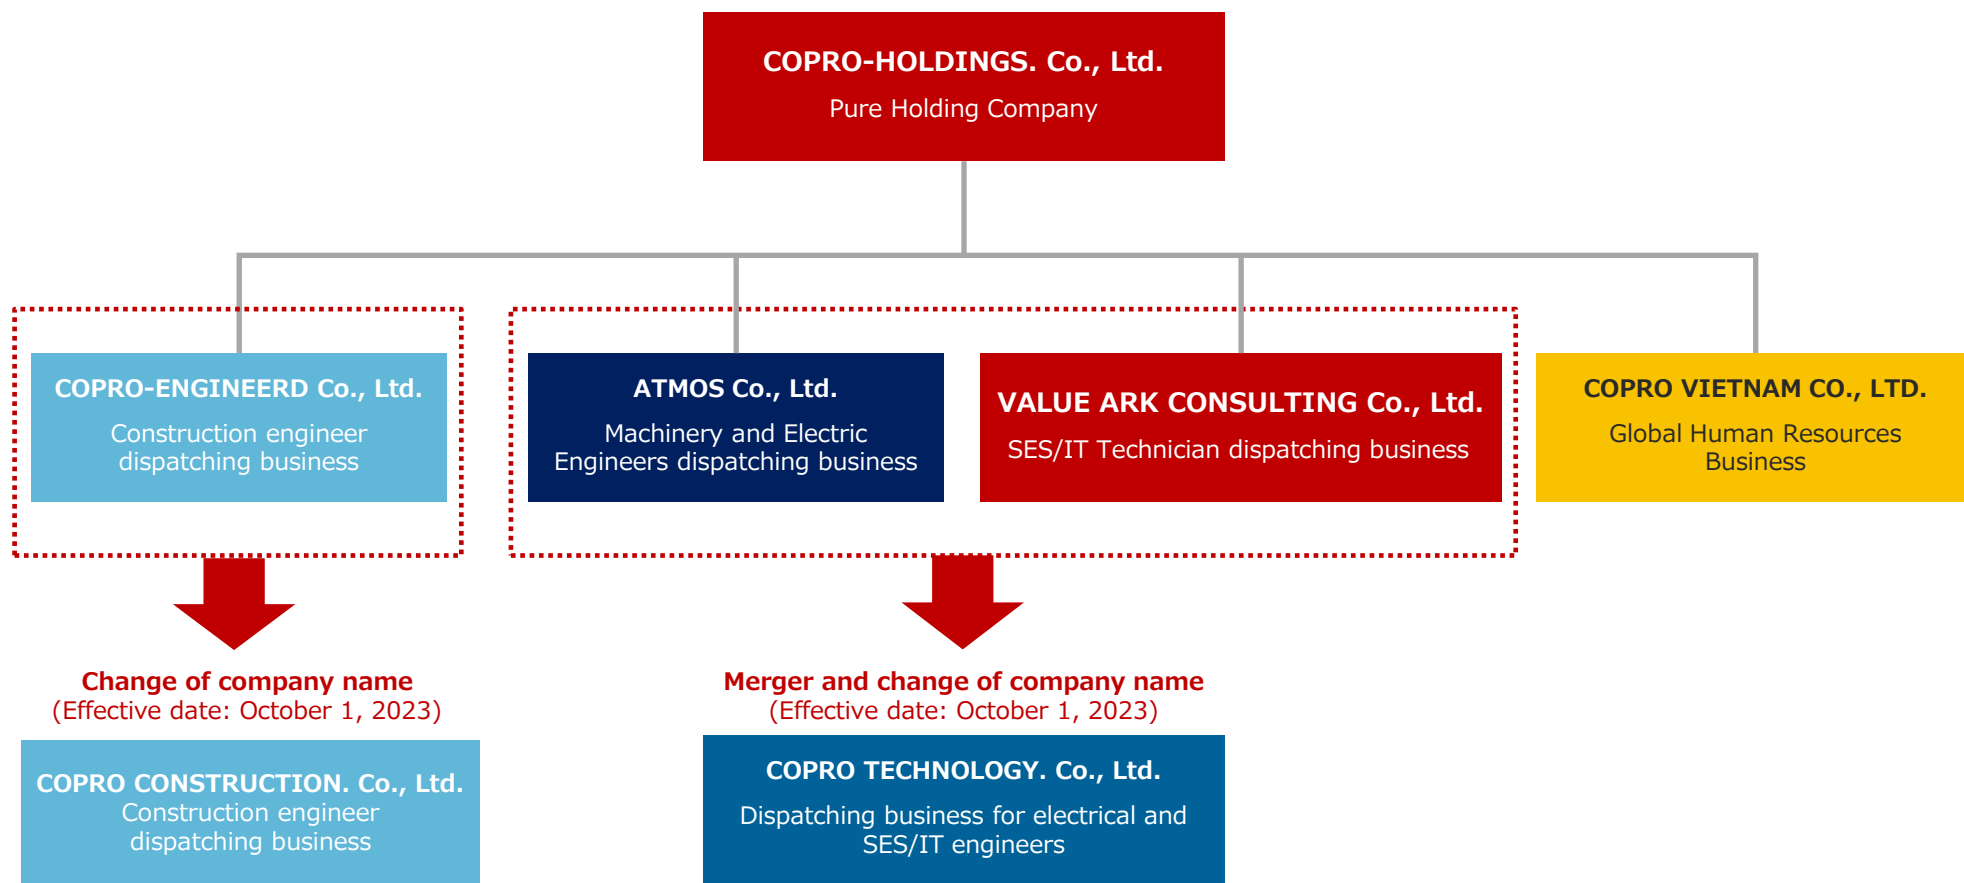 COPRO-HOLDINGS. Co., Ltd.
Pure Holding Company
COPRO-ENGINEERD Co., Ltd.
Construction engineer
dispatching business
ATMOS Co., Ltd.
Machinery and Electric
Engineers dispatching business
VALUE ARK CONSULTING Co., Ltd.
SES/IT Technician dispatching business
COPRO VIETNAM CO., LTD.
Global Human Resources
Business
Change of company name
(Effective date: October 1, 2023)
COPRO CONSTRUCTION. Co., Ltd.
Construction engineer
dispatching business
Merger and change of company name
(Effective date: October 1, 2023)
COPRO TECHNOLOGY. Co., Ltd.
Dispatching business for electrical and
SES/IT engineers